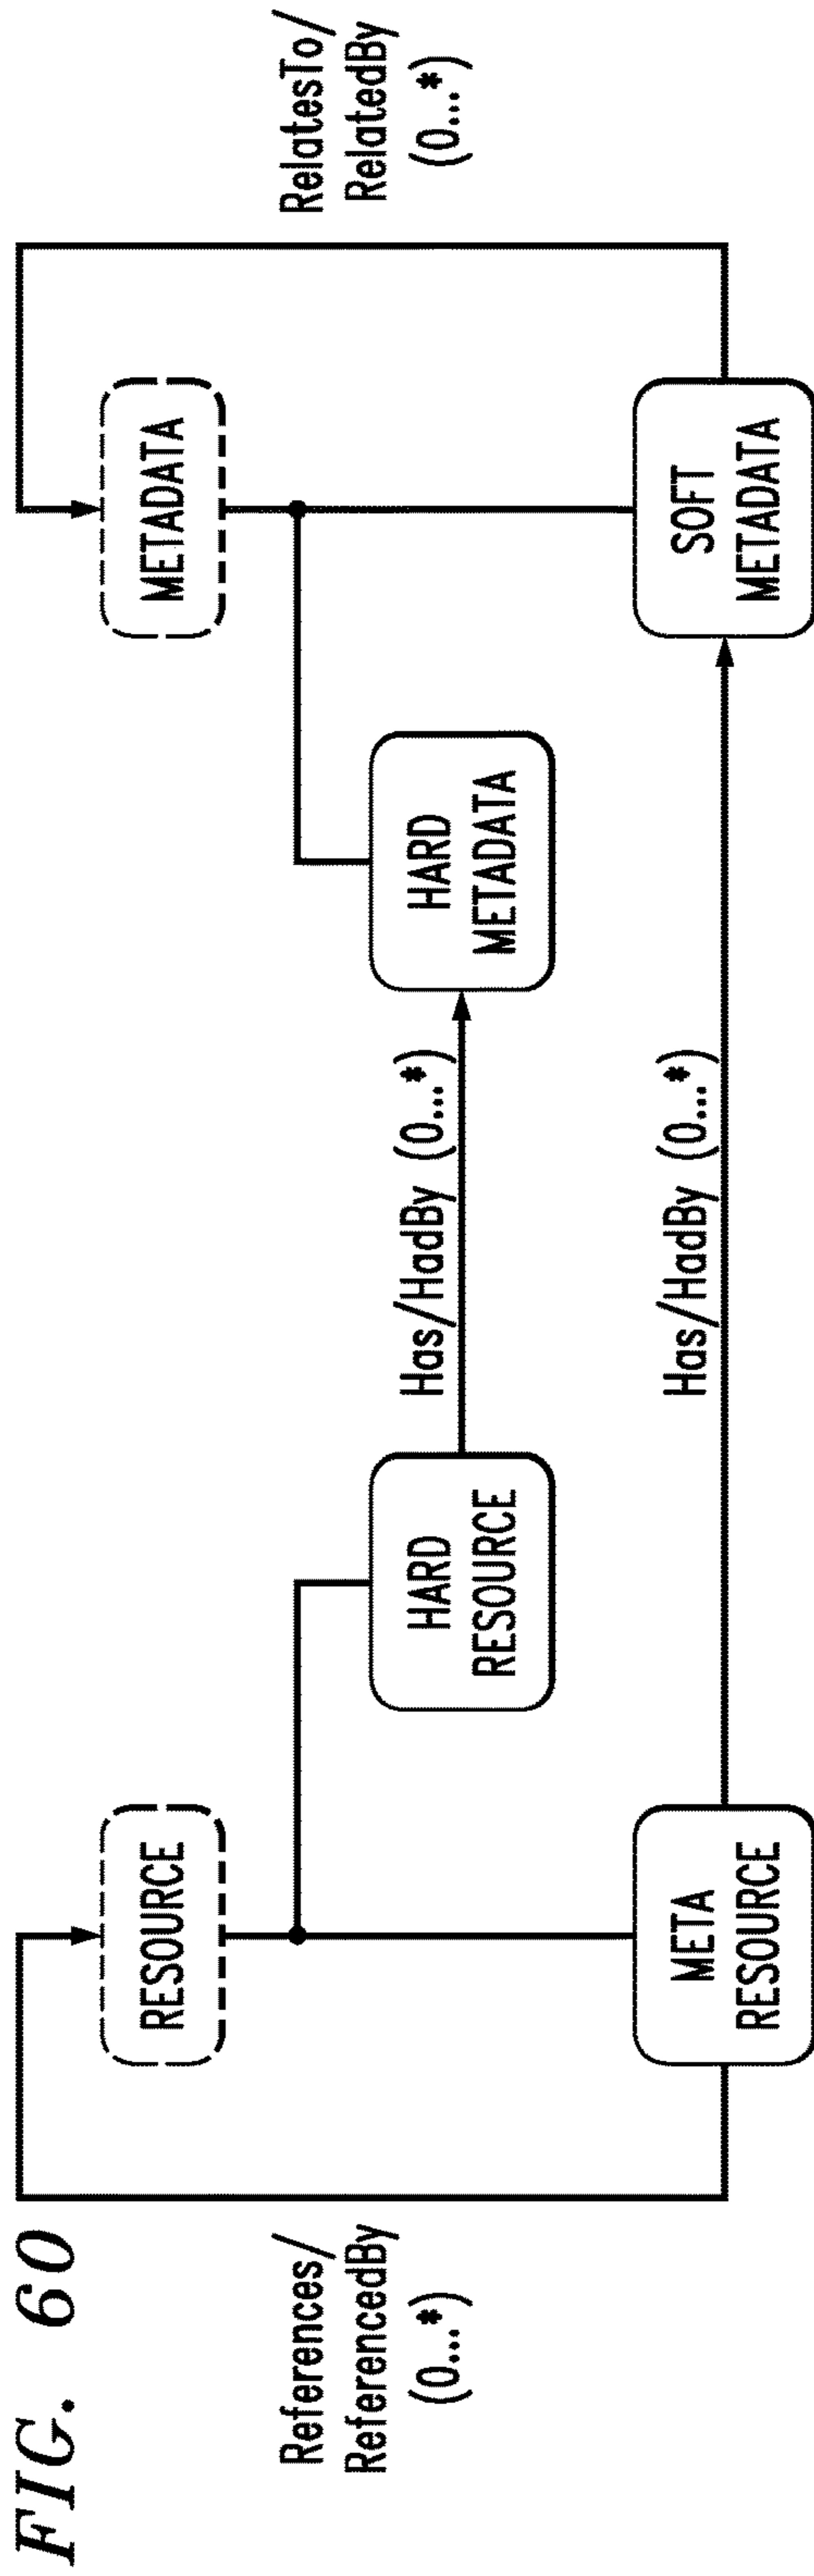 FIG. 60
RESOURCE
METADATA
References/
ReferencedBy
(0...*)
RelatesTo/
RelatedBy
(0...*)
HARD
RESOURCE
Has/HadBy (0...*)
HARD
METADATA
META
RESOURCE
Has/HadBy (0...*)
SOFT
METADATA